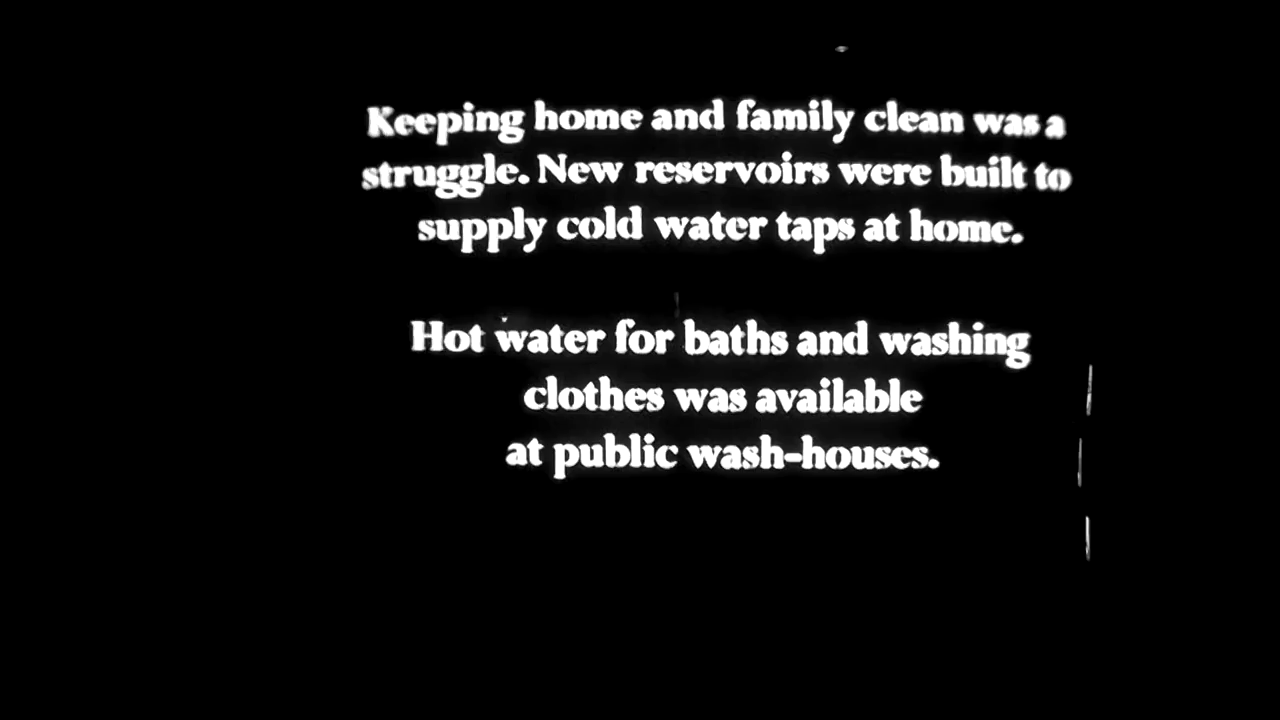 Keeping home and family clean was a
struggle. New reservoirs were built to
supply cold water taps at home.
Hot water for baths and washing
clothes was available
at public wash-houses.